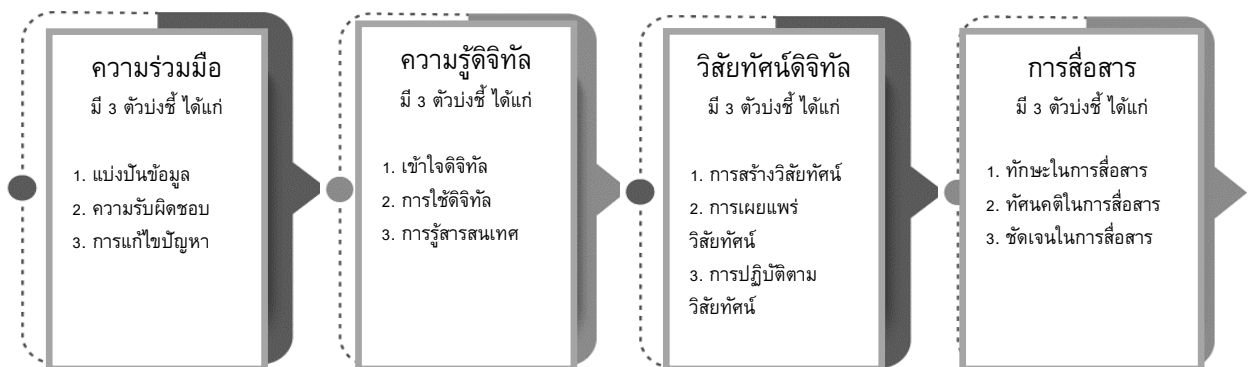 ความร่วมมือ
มี 3 ตัวบ่งชี้ ได้แก่
1. แบ่งปันข้อมูล
2. ความรับผิดชอบ
3. การแก้ไขปัญหา
ความรู้ดิจิทัล
มี 3 ตัวบ่งชี้ ได้แก่
1. เข้าใจดิจิทัล
2. การใช้ดิจิทัล
3. การรู้สารสนเทศ
วิสัยทัศน์ดิจิทัล
มี 3 ตัวบ่งชี้ ได้แก่
1. การสร้างวิสัยทัศน์
2. การเผยแพร่
วิสัยทัศน์
3. การปฏิบัติตาม
วิสัยทัศน์
การสื่อสาร
มี 3 ตัวบ่งชี้ ได้แก่
1. ทักษะในการสื่อสาร
2. ทัศนคติในการสื่อสาร
3. ชัดเจนในการสื่อสาร